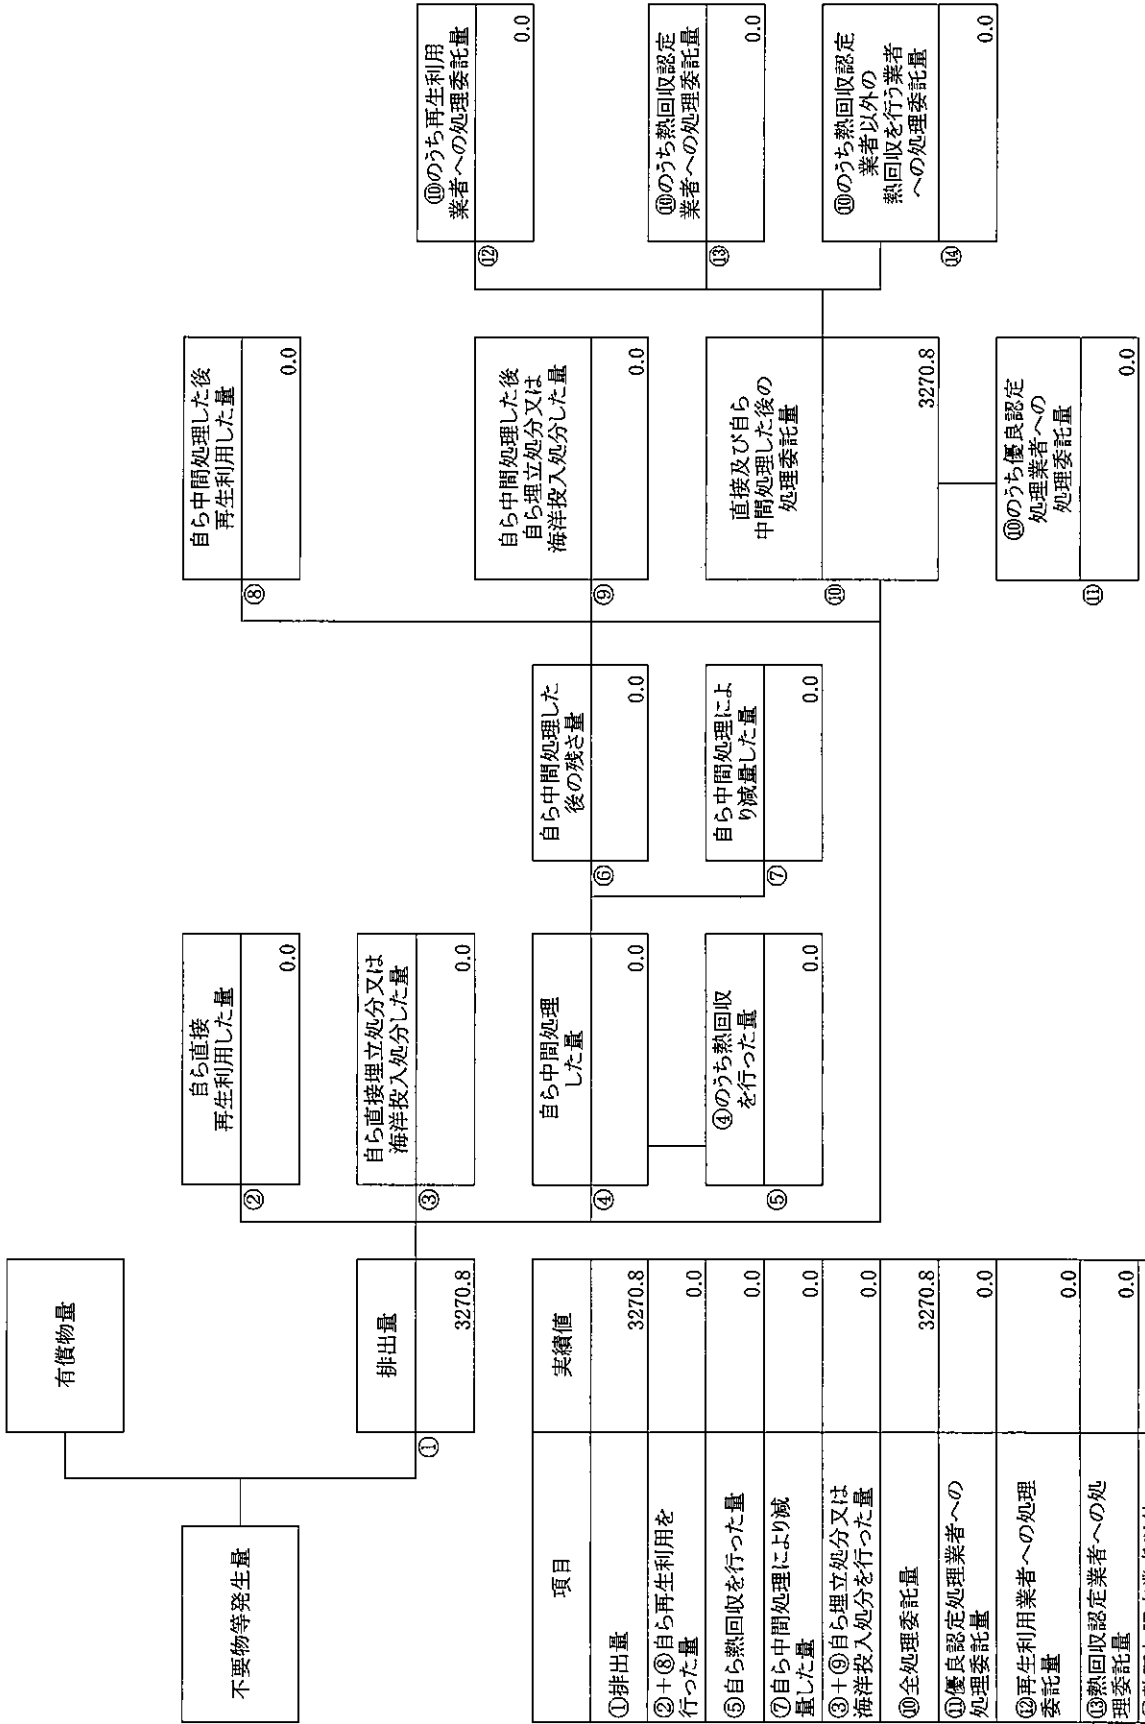 不要物等発生量
有償物量
①
排出量
3270.8
②
自ら直接
再生利用した量
0.0
③
自ら直接埋立処分又は
海洋投入処分した量
0.0
④
自ら中間処理
した量
0.0
⑤
④のうち熱回収
を行った量
0.0
⑥
自ら中間処理した
後の残さ量
0.0
⑦
自ら中間処理によ
り減量した量
0.0
⑧
自ら中間処理した後
再生利用した量
0.0
⑨
自ら中間処理した後
自ら埋立処分又は
海洋投入処分した量
0.0
⑩
直接及び自ら
中間処理した後の
処理委託量
3270.8
⑪
⑩のうち優良認定
処理業者への
処理委託量
0.0
⑫
⑩のうち再生利用
業者への処理委託量
0.0
⑬
⑩のうち熱回収認定
業者への処理委託量
0.0
⑭
⑩のうち熱回収認定
業者以外の
熱回収を行う業者
への処理委託量
0.0
項目 実績値
①排出量 3270.8
②+⑧自ら再生利用を
行った量 0.0
⑤自ら熱回収を行った量 0.0
⑦自ら中間処理により減
量した量 0.0
③+⑨自ら埋立処分又は
海洋投入処分を行った量 0.0
⑩全処理委託量 3270.8
⑪優良認定処理業者への
処理委託量 0.0
⑫再生利用業者への処理
委託量 0.0
⑬熱回収認定業者への処
理委託量 0.0